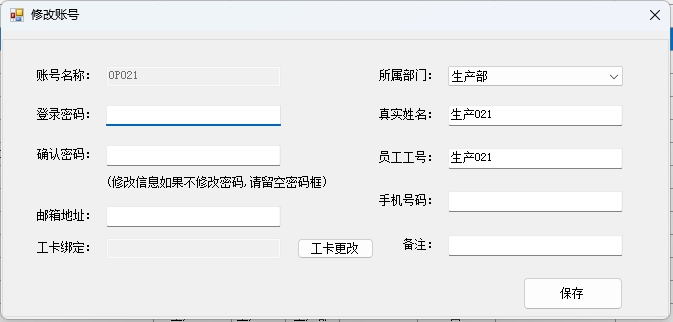 修改账号
账号名称： OP021
所属部门： 生产部
登录密码：
真实姓名： 生产021
确认密码：
员工工号： 生产021
(修改信息如果不修改密码,请留空密码框)
手机号码：
邮箱地址：
工卡绑定： 工卡更改
备注：
保存